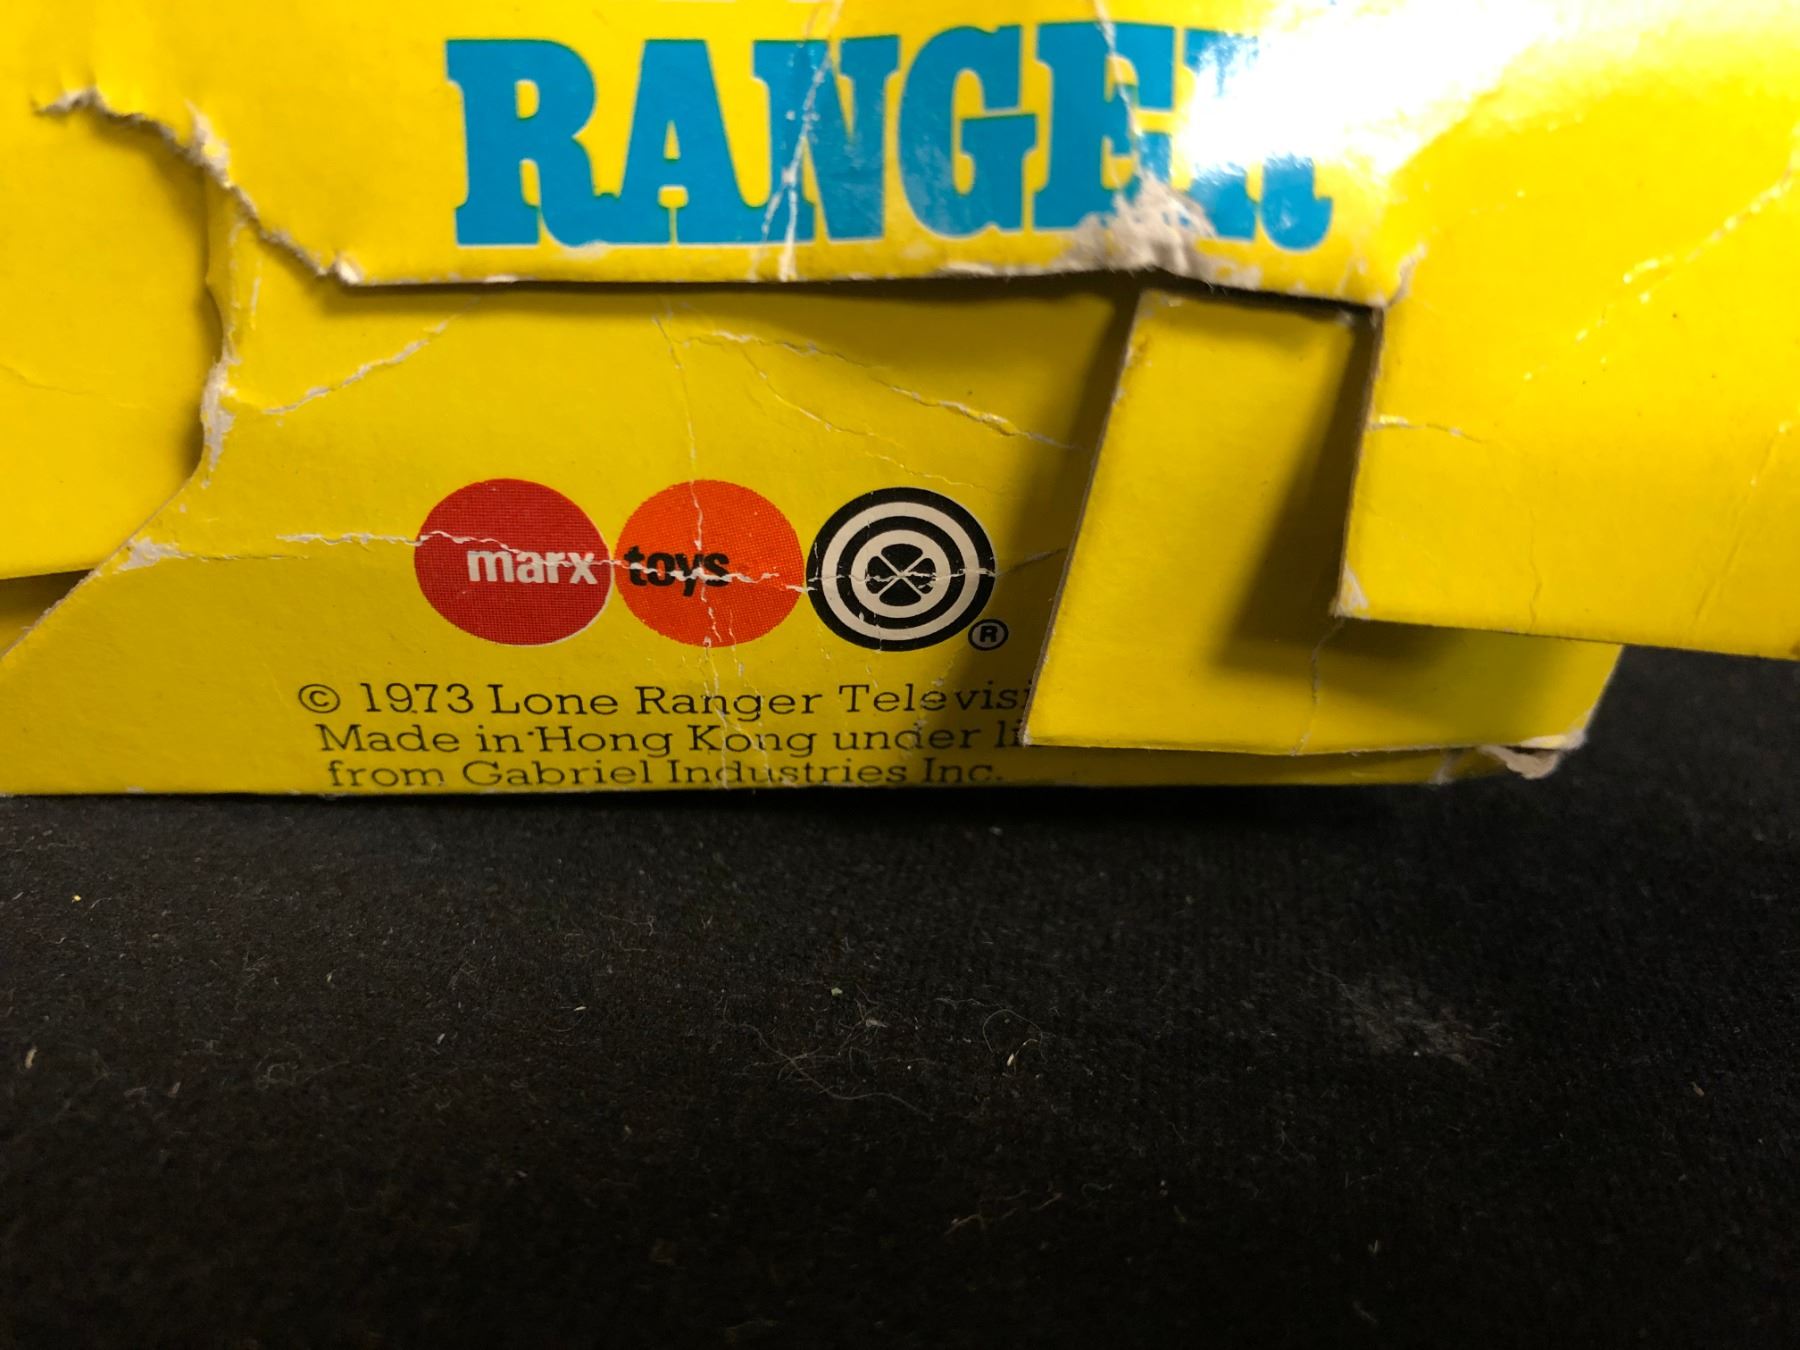 RANGER
marx toys
®
© 1973 Lone Ranger Televisi
Made in Hong Kong under li
from Gabriel Industries Inc.